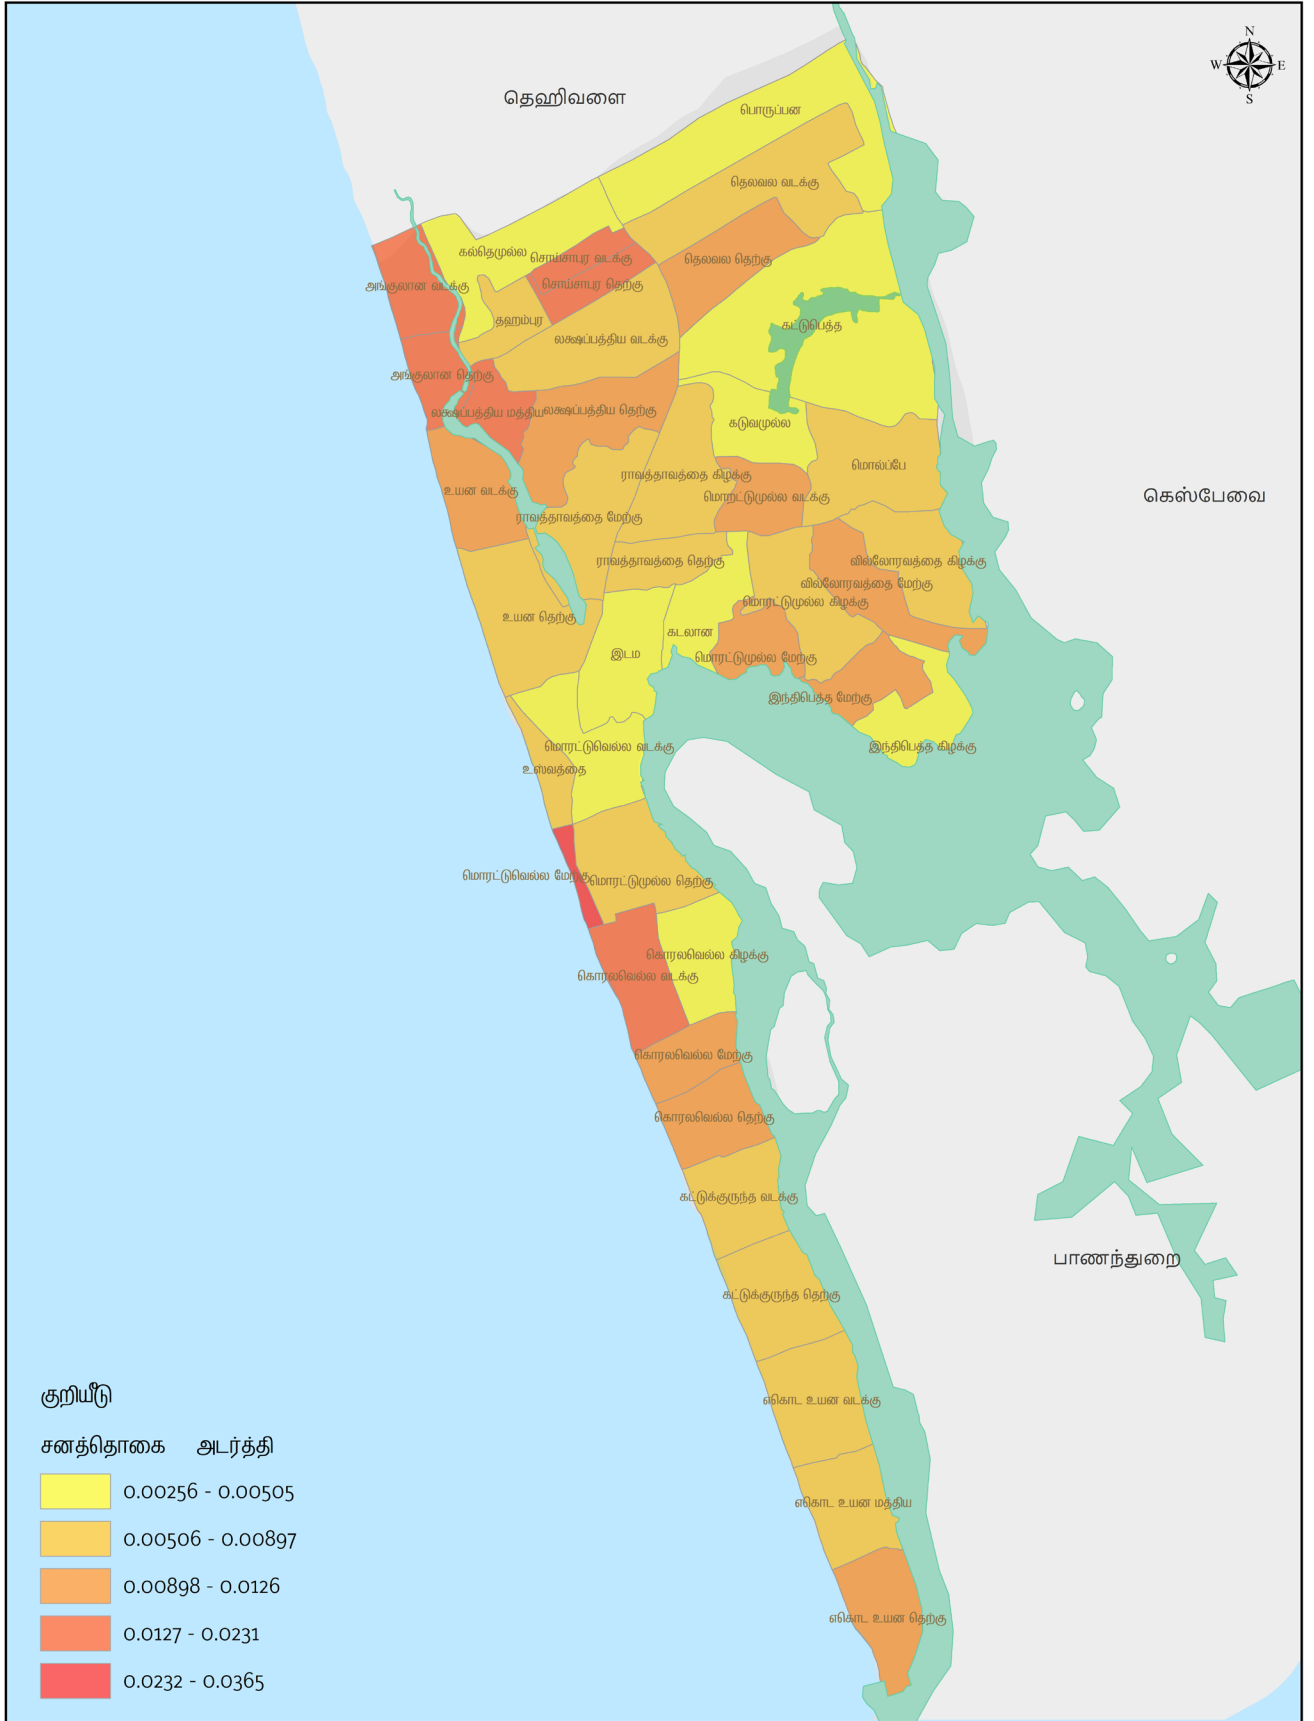 N
W E
S
தெஹிவளை
பொருப்பன
தெலவல வடக்கு
கல்தெமுல்ல
சொய்சாபுர வடக்கு
தெலவல தெற்கு
அங்குலான வடக்கு
சொய்சாபுர தெற்கு
தஹம்புர
கட்டுபெத்த
லக்ஷப்பத்திய வடக்கு
அங்குலான தெற்கு
லக்ஷப்பத்திய மத்திய
லக்ஷப்பத்திய தெற்கு
கடுவமுல்ல
மொல்ப்பே
ராவத்தாவத்தை கிழக்கு
உயன வடக்கு
மொறட்டுமுல்ல வடக்கு
கெஸ்பேவை
ராவத்தாவத்தை மேற்கு
ராவத்தாவத்தை தெற்கு
வில்லோரவத்தை கிழக்கு
வில்லோரவத்தை மேற்கு
மொரட்டுமுல்ல கிழக்கு
உயன தெற்கு
கடலான
இடம
மொரட்டுமுல்ல மேற்கு
இந்திபெத்த மேற்கு
மொரட்டுவெல்ல வடக்கு
இந்திபெத்த கிழக்கு
உஸ்வத்தை
மொரட்டுவெல்ல மேற்கு
மொரட்டுமுல்ல தெற்கு
கொரலவெல்ல கிழக்கு
கொரலவெல்ல வடக்கு
கொரலவெல்ல மேற்கு
கொரலவெல்ல தெற்கு
கட்டுக்குருந்த வடக்கு
பாணந்துறை
கட்டுக்குருந்த தெற்கு
எகொட உயன வடக்கு
எகொட உயன மத்திய
எகொட உயன தெற்கு
குறியீடு
சனத்தொகை அடர்த்தி
0.00256 - 0.00505
0.00506 - 0.00897
0.00898 - 0.0126
0.0127 - 0.0231
0.0232 - 0.0365